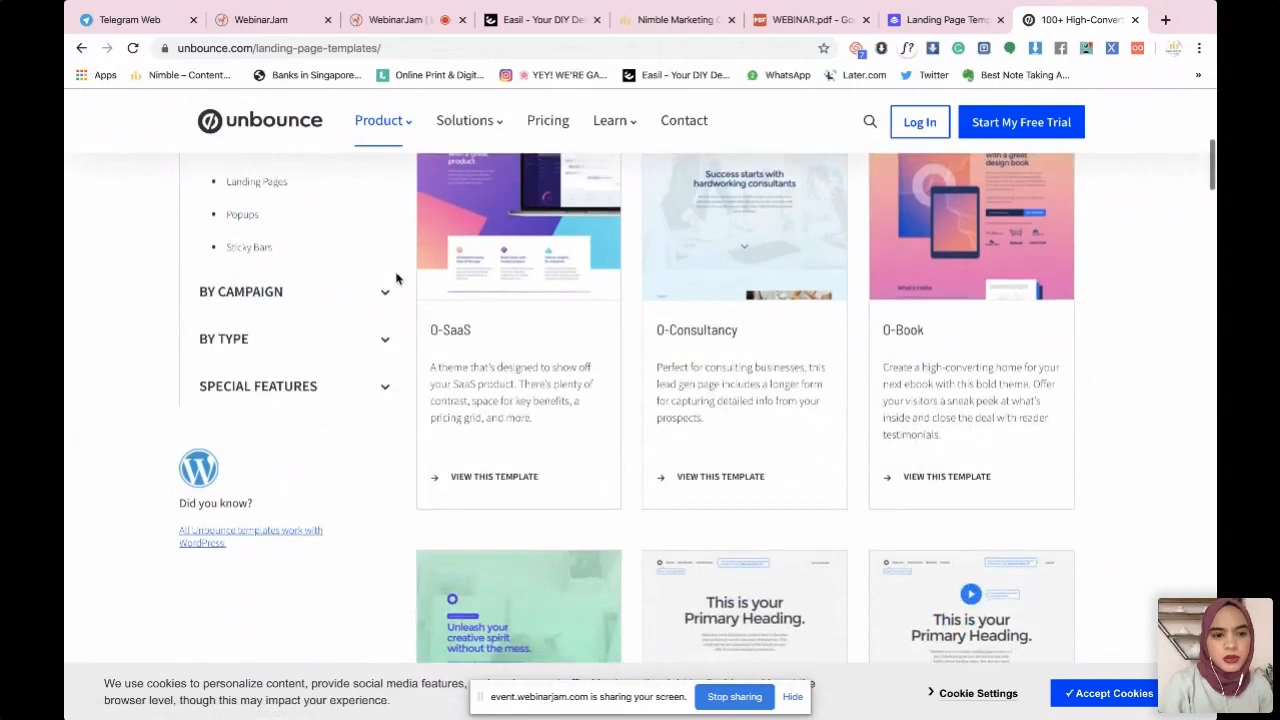 Telegram Web
WebinarJam
WebinarJam |
Easil - Your DIY De
Nimble Marketing C
WEBINAR.pdf - Go
Landing Page Temp
100+ High-Conver
unbounce.com/landing-page-templates/
7
Apps
Nimble – Content...
Banks in Singapore...
Online Print & Digit...
YEY! WE'RE GA...
Easil - Your DIY De...
WhatsApp
Later.com
Twitter
Best Note Taking A...
unbounce
Product
Solutions
Pricing
Learn
Contact
Log In
Start My Free Trial
product
Success starts with
hardworking consultants
with a great
design book
Landing Pages
Popups
Sticky Bars
What's inside
BY CAMPAIGN
BY TYPE
SPECIAL FEATURES
O-SaaS
A theme that's designed to show off
your SaaS product. There's plenty of
contrast, space for key benefits, a
pricing grid, and more.
→ VIEW THIS TEMPLATE
O-Consultancy
Perfect for consulting businesses, this
lead gen page includes a longer form
for capturing detailed info from your
prospects.
→ VIEW THIS TEMPLATE
O-Book
Create a high-converting home for your
next ebook with this bold theme. Offer
your visitors a sneak peek at what's
inside and close the deal with reader
testimonials.
→ VIEW THIS TEMPLATE
Did you know?
All Unbounce templates work with
WordPress.
Unleash your
creative spirit
without the mess.
This is your
Primary Heading.
This is your
Primary Heading.
We use cookies to personalize content, provide social media features,
browser level, though tha may impact your experience
Cookie Settings
✓ Accept Cookies
event.webinarjam.com is sharing your screen.
Stop sharing
Hide